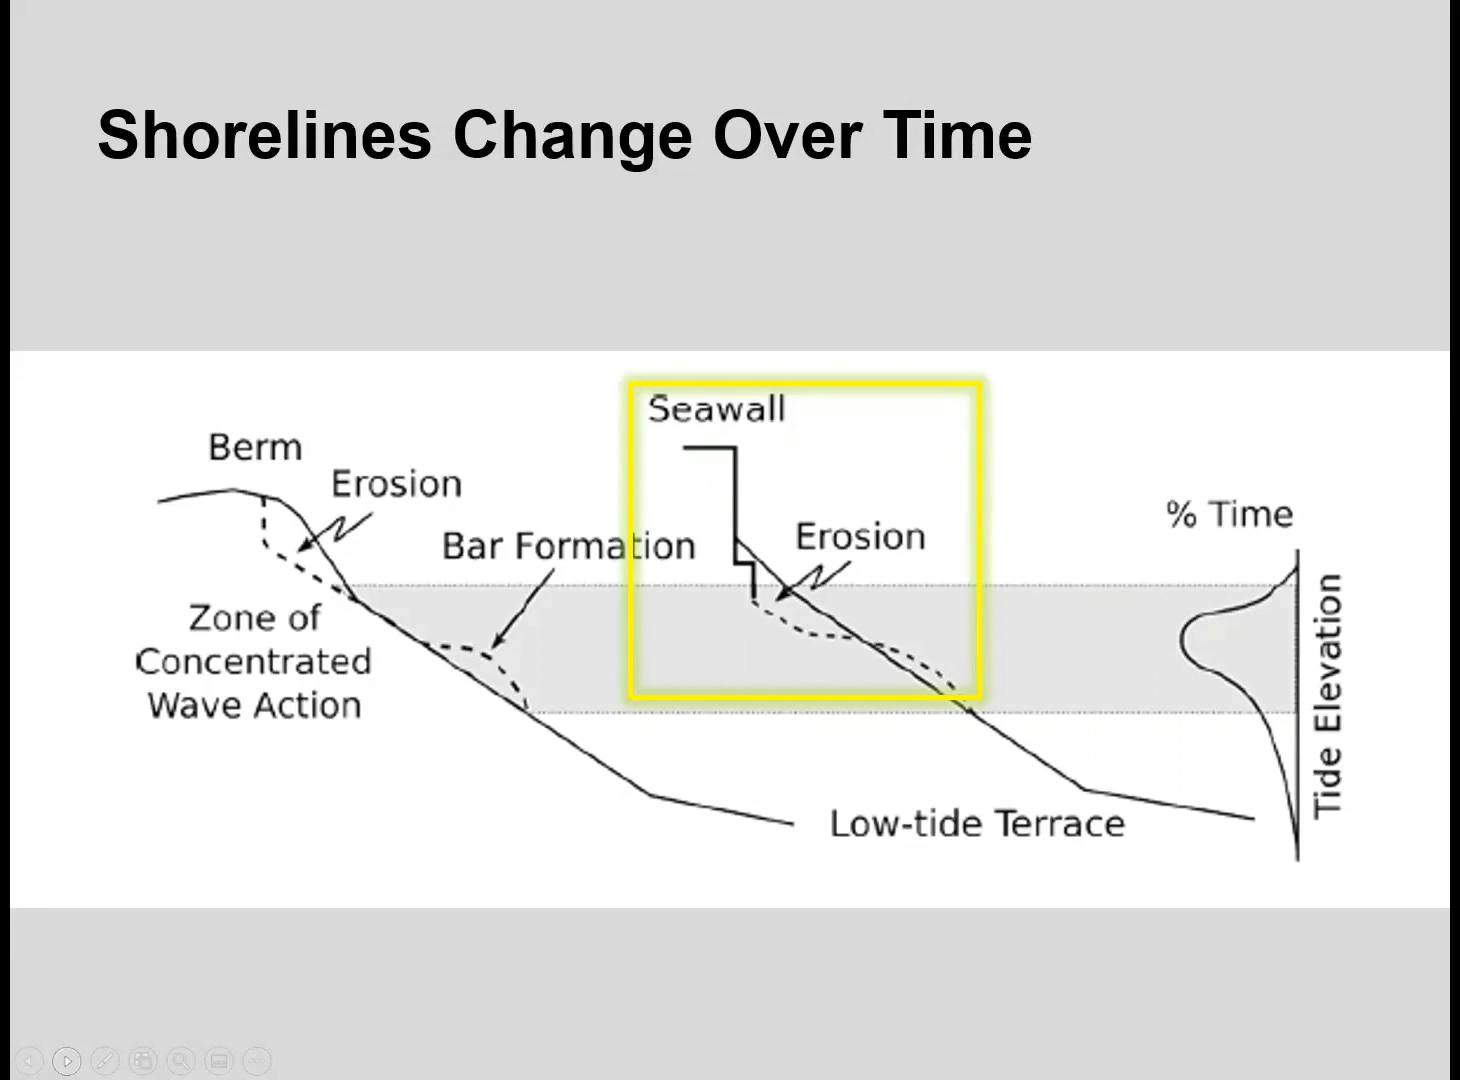 Shorelines Change Over Time
Seawall
Berm
Erosion
Bar Formation
Erosion
% Time
Zone of
Concentrated
Wave Action
Tide Elevation
Low-tide Terrace